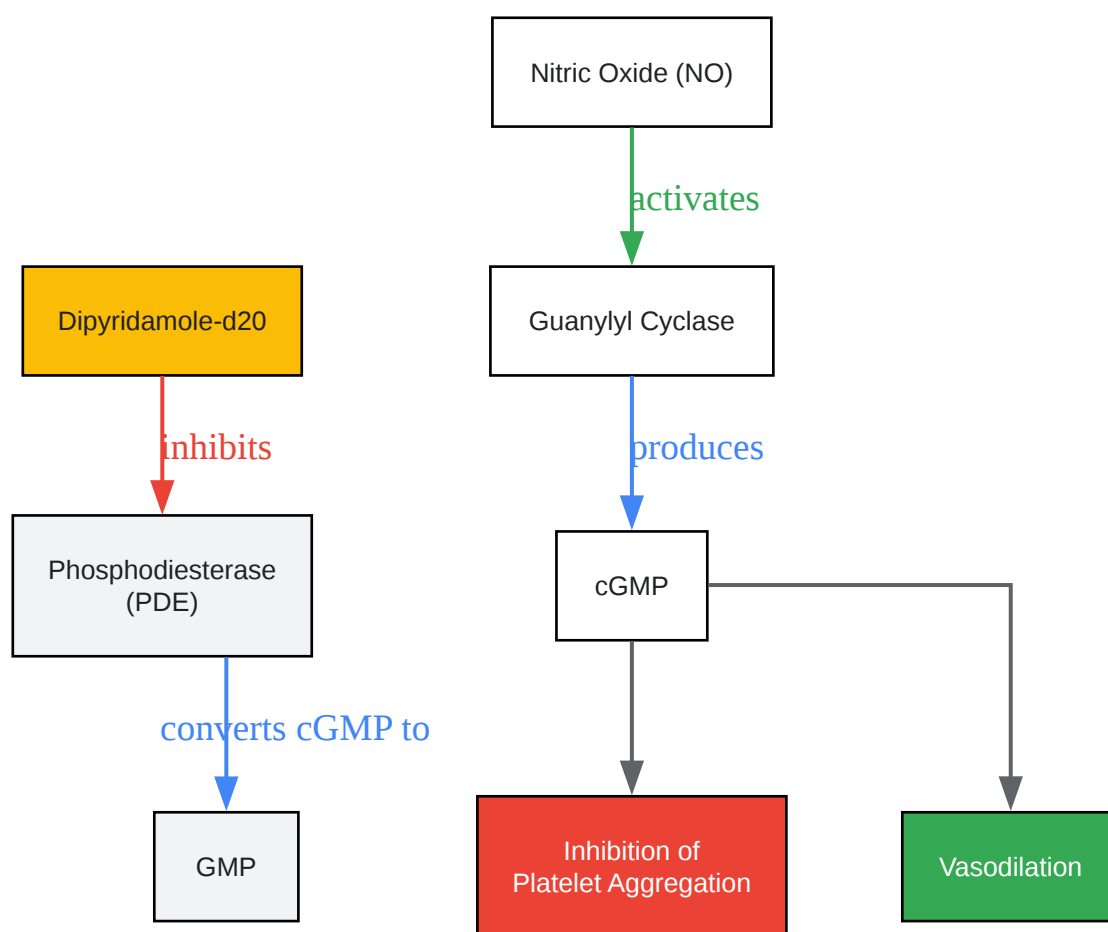 Nitric Oxide (NO)
activates
Dipyridamole-d20
Guanylyl Cyclase
inhibits
produces
Phosphodiesterase
(PDE)
cGMP
converts cGMP to
GMP
Inhibition of
Platelet Aggregation
Vasodilation